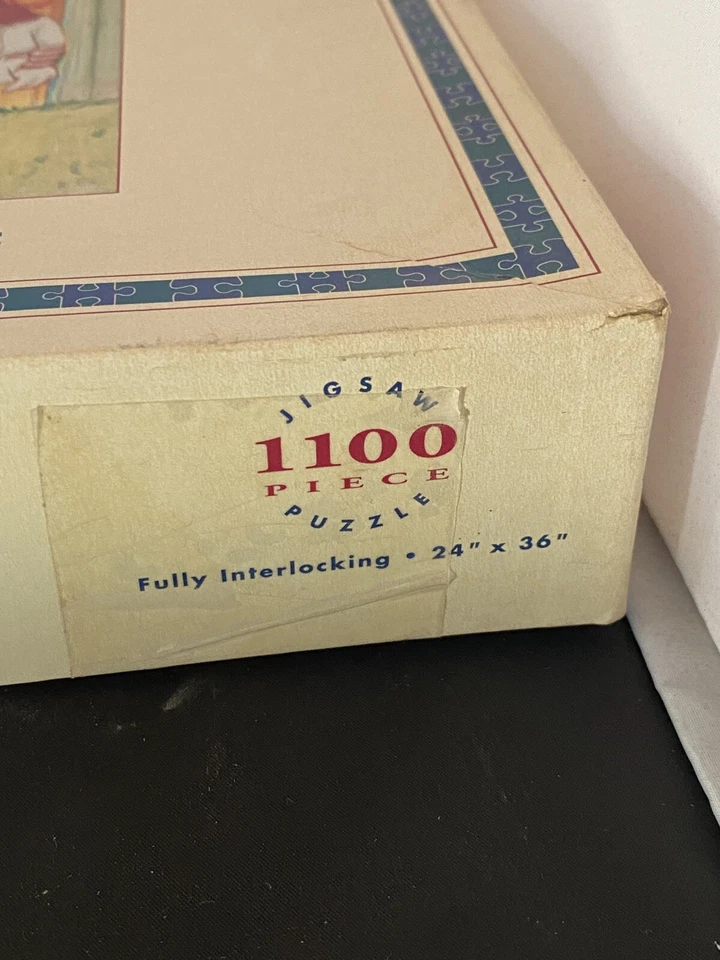 JIGSAW
1100
PIECE
PUZZLE
Fully Interlocking • 24" x 36"